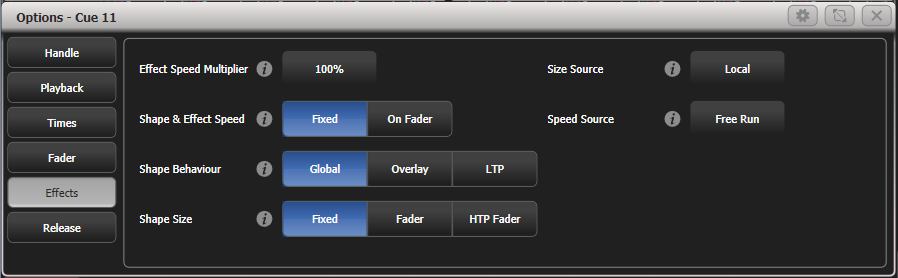 Options - Cue 11
Handle
Playback
Times
Fader
Effects
Release
Effect Speed Multiplier i 100% Size Source i Local
Shape & Effect Speed i Fixed On Fader Speed Source i Free Run
Shape Behaviour i Global Overlay LTP
Shape Size i Fixed Fader HTP Fader